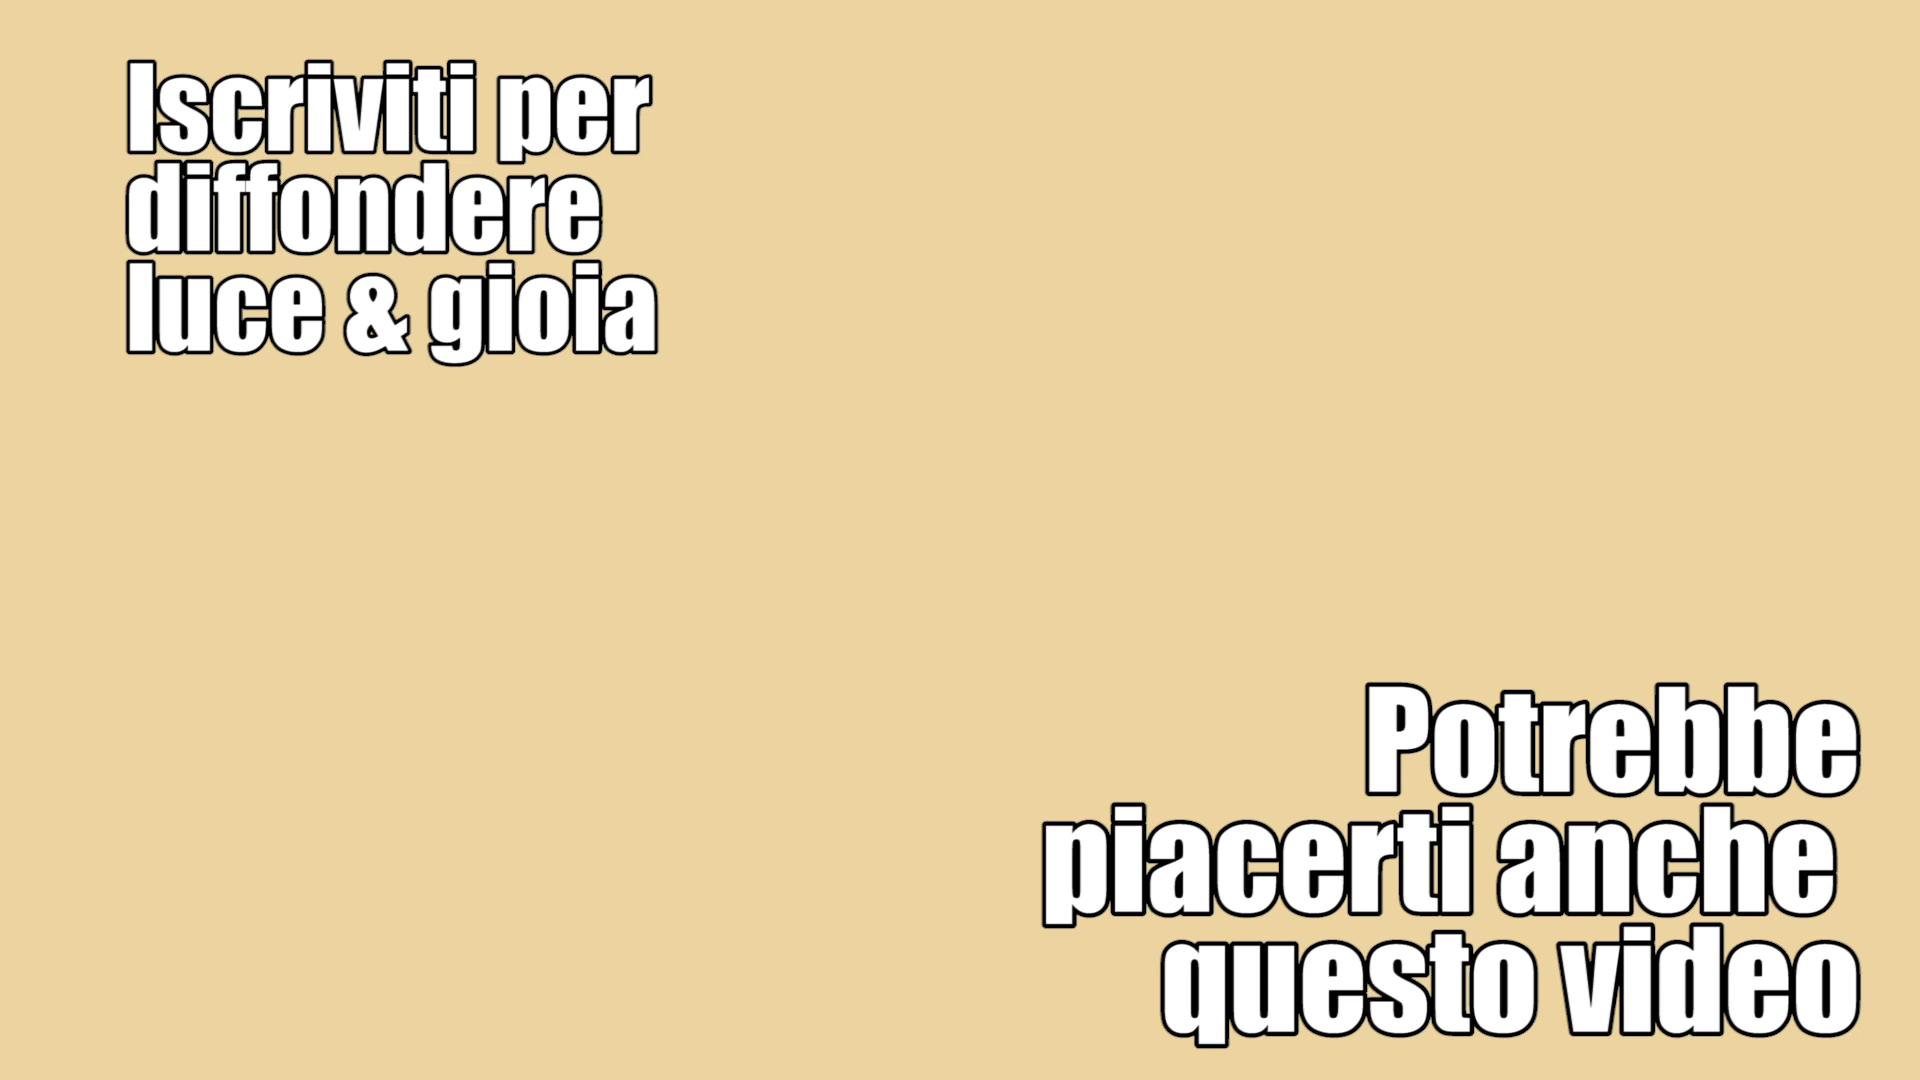 Iscriviti per
diffondere
luce & gioia
Potrebbe
piacerti anche
questo video